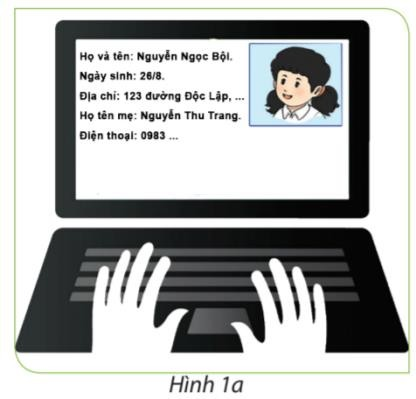 Họ và tên: Nguyễn Ngọc Bội.
Ngày sinh: 26/8.
Địa chỉ: 123 đường Độc Lập, ...
Họ tên mẹ: Nguyễn Thu Trang.
Điện thoại: 0983 ...
Hình 1a